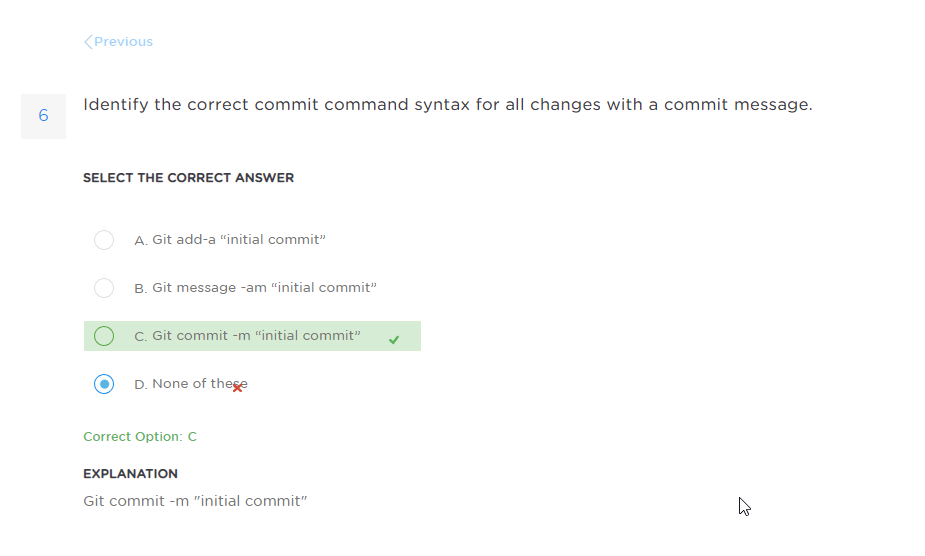 Previous
6
Identify the correct commit command syntax for all changes with a commit message.
SELECT THE CORRECT ANSWER
A. Git add-a “initial commit”
B. Git message -am “initial commit”
C. Git commit -m “initial commit”
D. None of these
Correct Option: C
EXPLANATION
Git commit -m "initial commit"